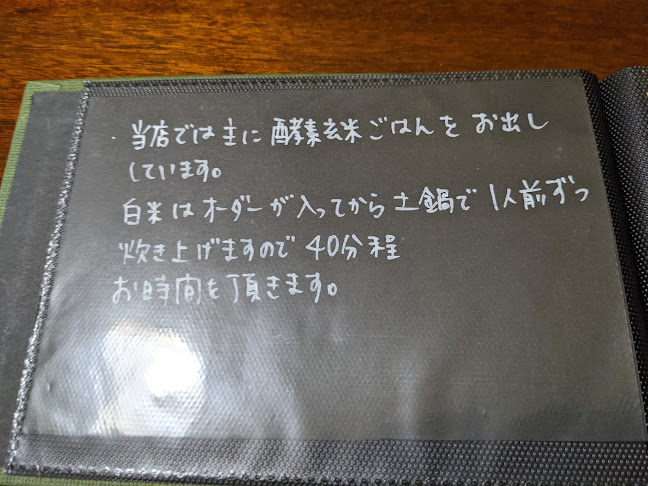 ・当店では主に酵素玄米ごはんをお出し
しています。
白米はオーダーが入ってから土鍋で1人前ずつ
炊き上げますので40分程
お時間を頂きます。